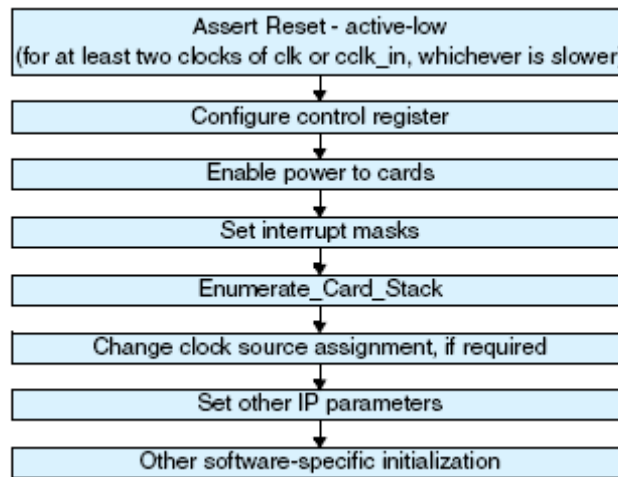 Assert Reset - active-low
(for at least two clocks of clk or cclk_in, whichever is slower
Configure control register
Enable power to cards
Set interrupt masks
Enumerate_Card_Stack
Change clock source assignment, if required
Set other IP parameters
Other software-specific initialization